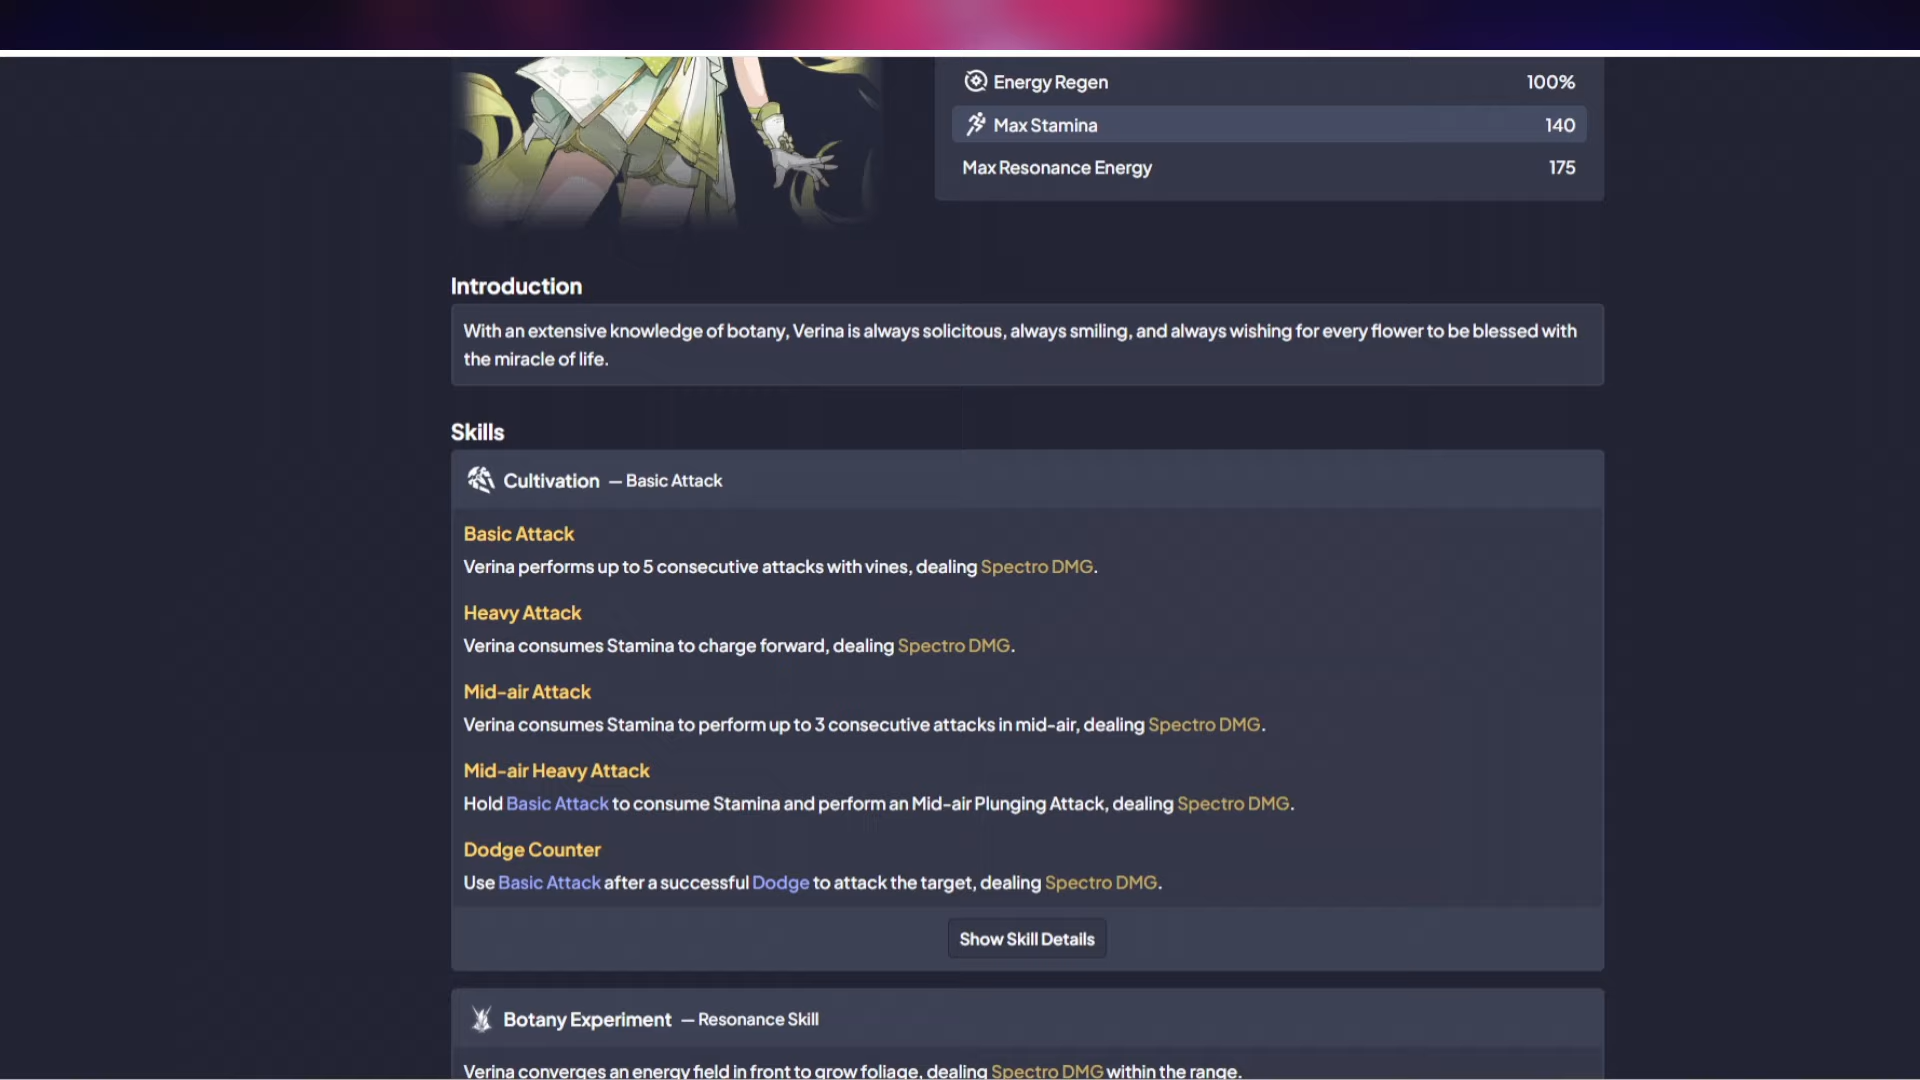 Energy Regen 100%
Max Stamina 140
Max Resonance Energy 175
Introduction
With an extensive knowledge of botany, Verina is always solicitous, always smiling, and always wishing for every flower to be blessed with
the miracle of life.
Skills
Cultivation — Basic Attack
Basic Attack
Verina performs up to 5 consecutive attacks with vines, dealing Spectro DMG.
Heavy Attack
Verina consumes Stamina to charge forward, dealing Spectro DMG.
Mid-air Attack
Verina consumes Stamina to perform up to 3 consecutive attacks in mid-air, dealing Spectro DMG.
Mid-air Heavy Attack
Hold Basic Attack to consume Stamina and perform an Mid-air Plunging Attack, dealing Spectro DMG.
Dodge Counter
Use Basic Attack after a successful Dodge to attack the target, dealing Spectro DMG.
Show Skill Details
Botany Experiment — Resonance Skill
Verina converges an energy field in front to grow foliage, dealing Spectro DMG within the range.